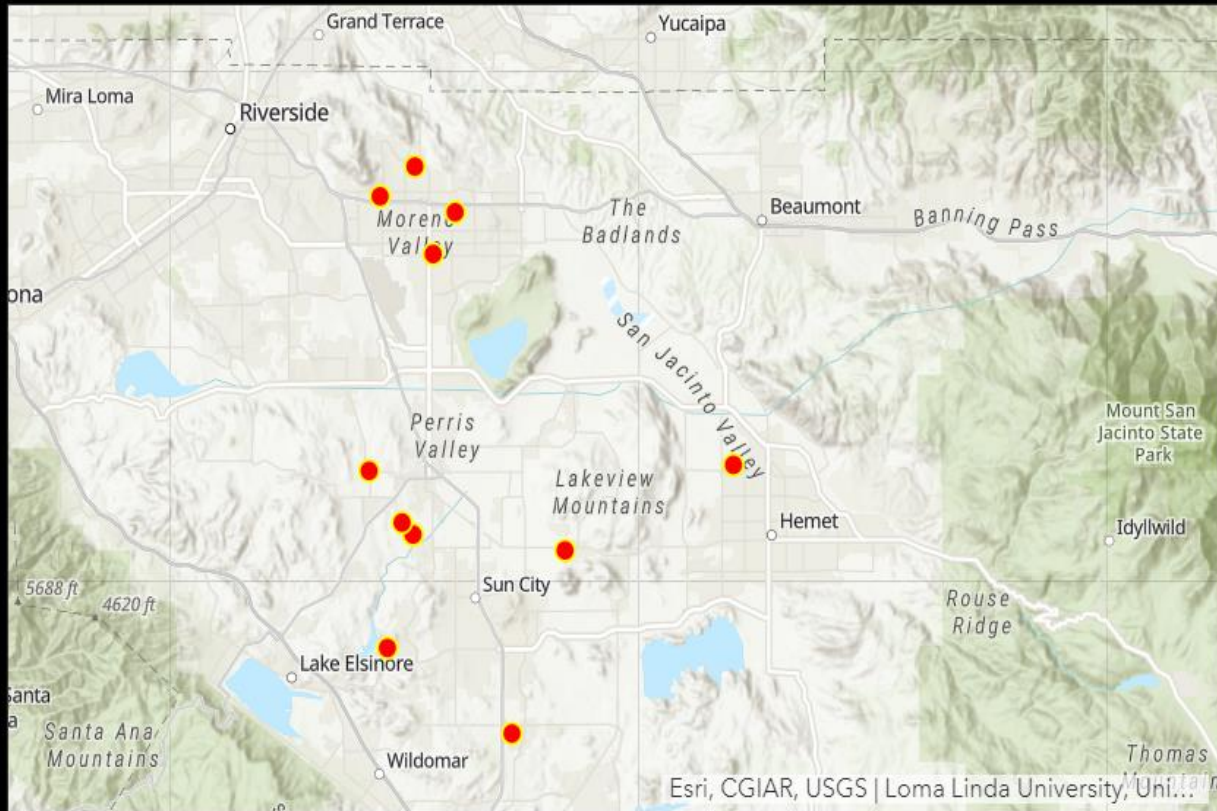 Grand Terrace
Yucaipa
Mira Loma
Riverside
Beaumont
The
Badlands
Banning Pass
Moreno
Valley
ona
San Jacinto Valley
Mount San
Jacinto State
Park
Perris
Valley
Lakeview
Mountains
Hemet
Idyllwild
5688 ft
4620 ft
Sun City
Rouse
Ridge
Lake Elsinore
Santa
a
Santa Ana
Mountains
Wildomar
Thomas
Esri, CGIAR, USGS | Loma Linda University, Uni...